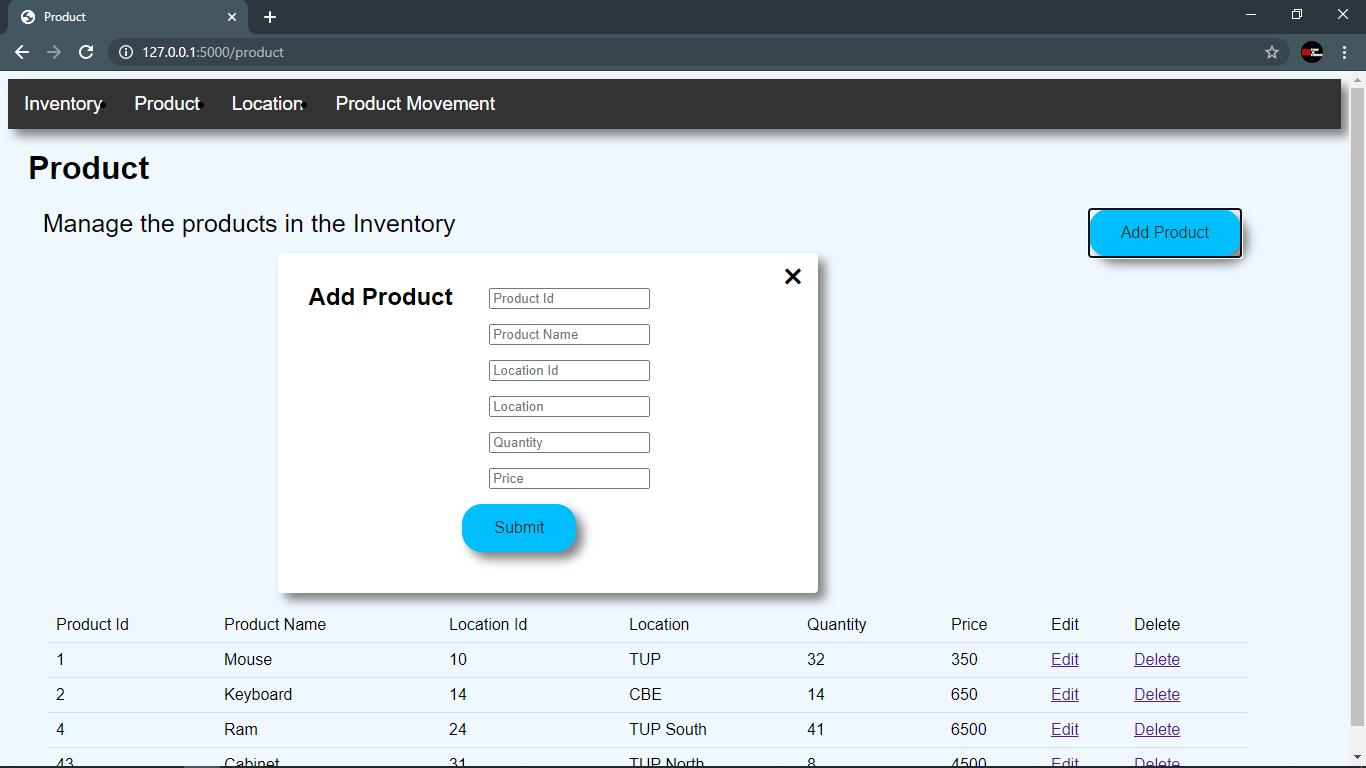 Product
127.0.0.1:5000/product
Inventory Product Location Product Movement
Product
Manage the products in the Inventory
Add Product
Add Product
Product Id
Product Name
Location Id
Location
Quantity
Price
Submit
Product Id Product Name Location Id Location Quantity Price Edit Delete
1 Mouse 10 TUP 32 350 Edit Delete
2 Keyboard 14 CBE 14 650 Edit Delete
4 Ram 24 TUP South 41 6500 Edit Delete
43 Cabinet 31 TUP North 8 4500 Edit Delete